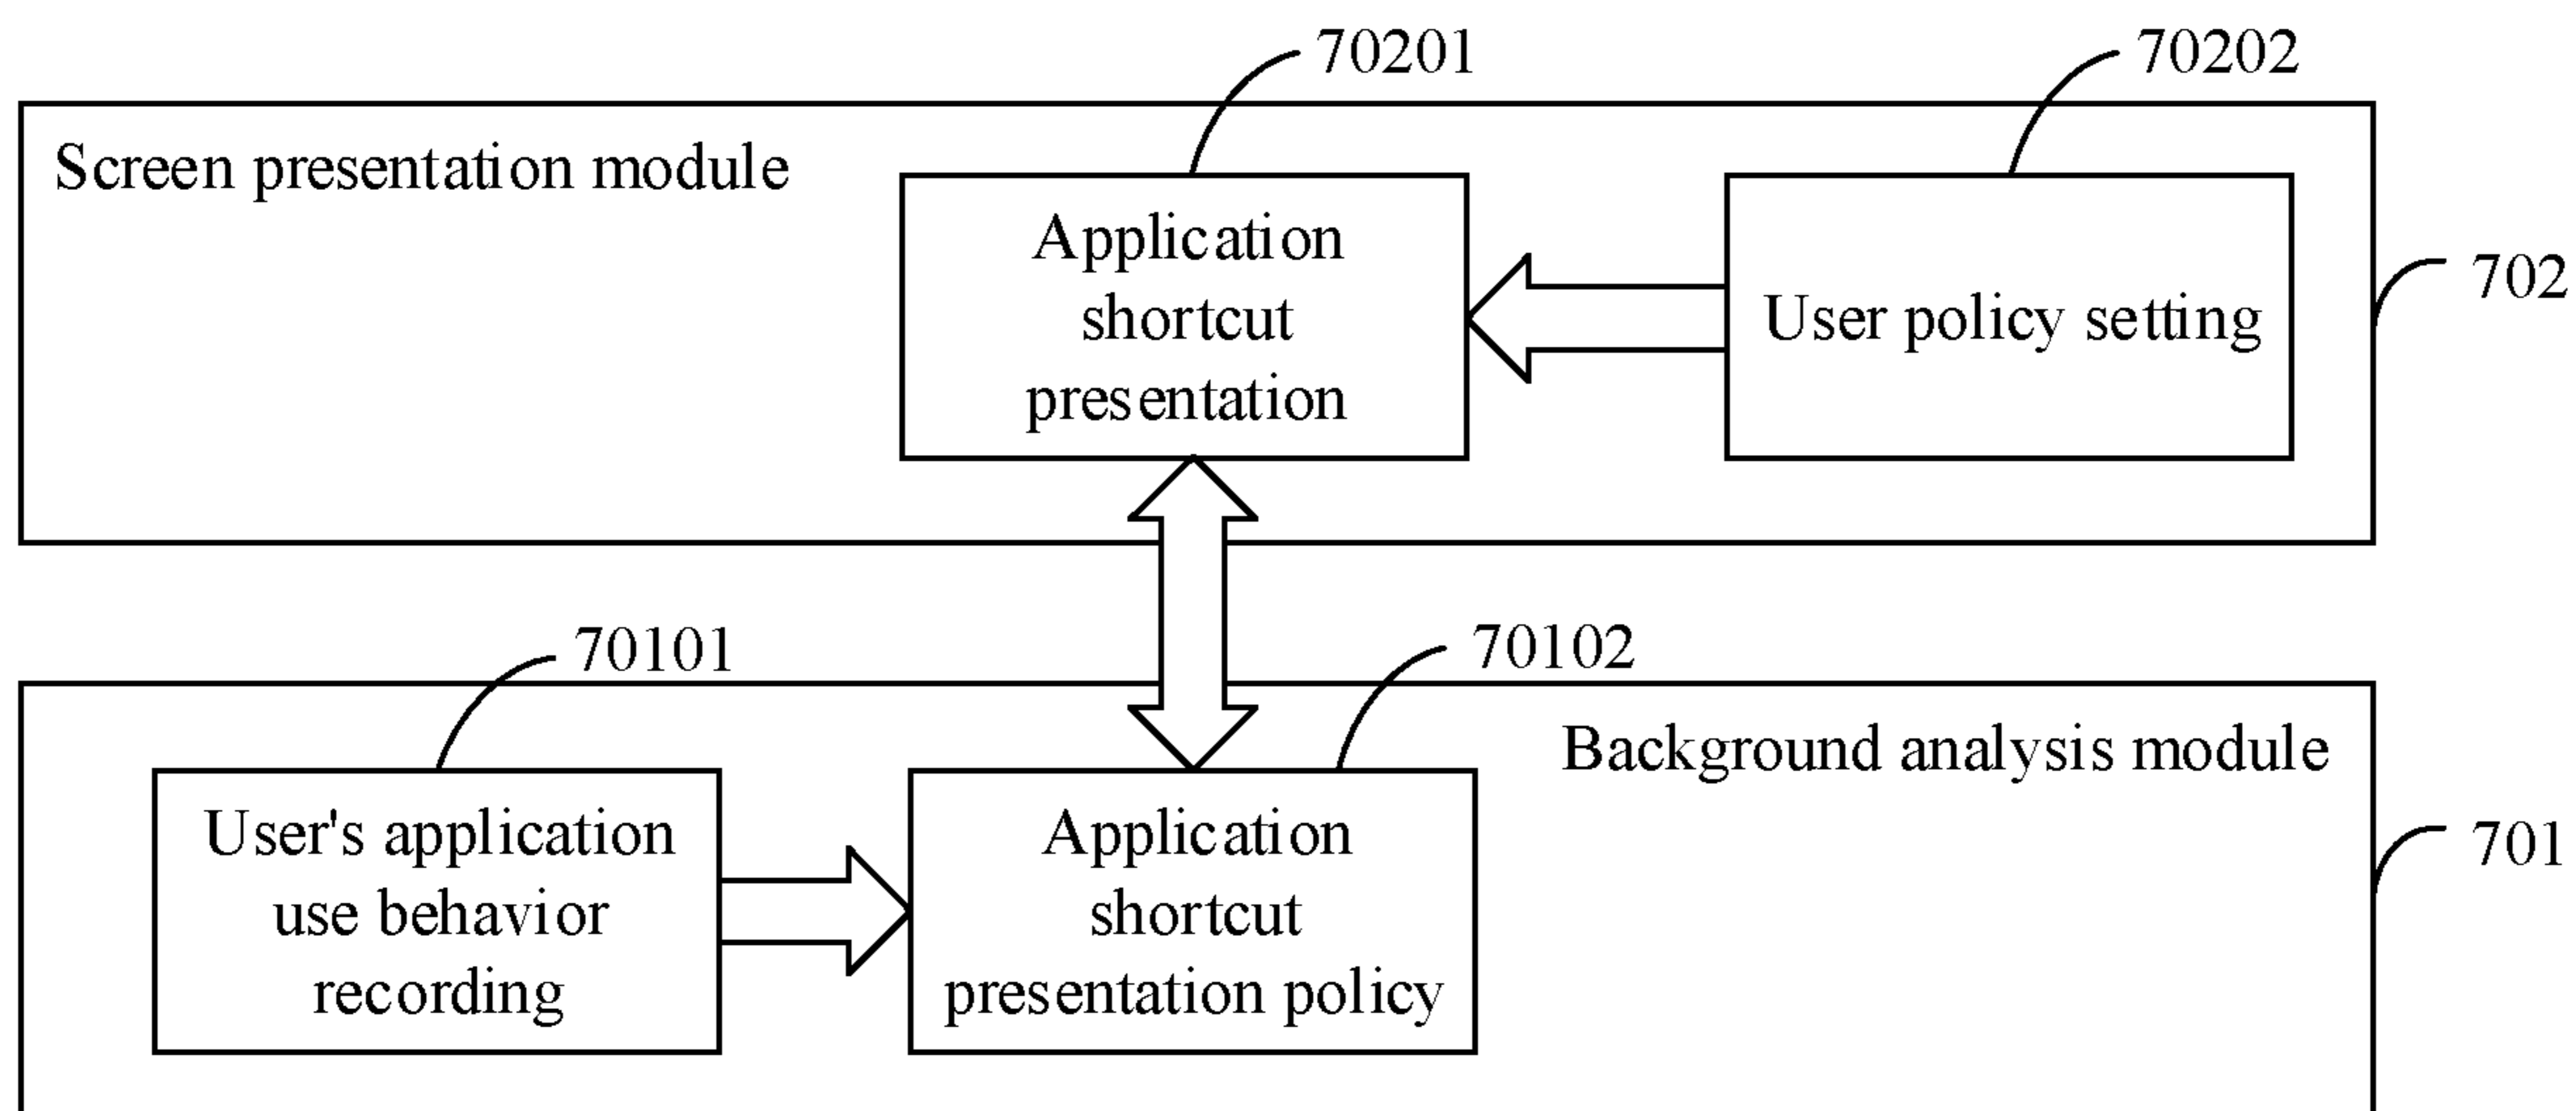 70201
70202
Screen presentation module
Application
shortcut
presentation
User policy setting
702
70101
70102
Background analysis module
User's application
use behavior
recording
Application
shortcut
presentation policy
701